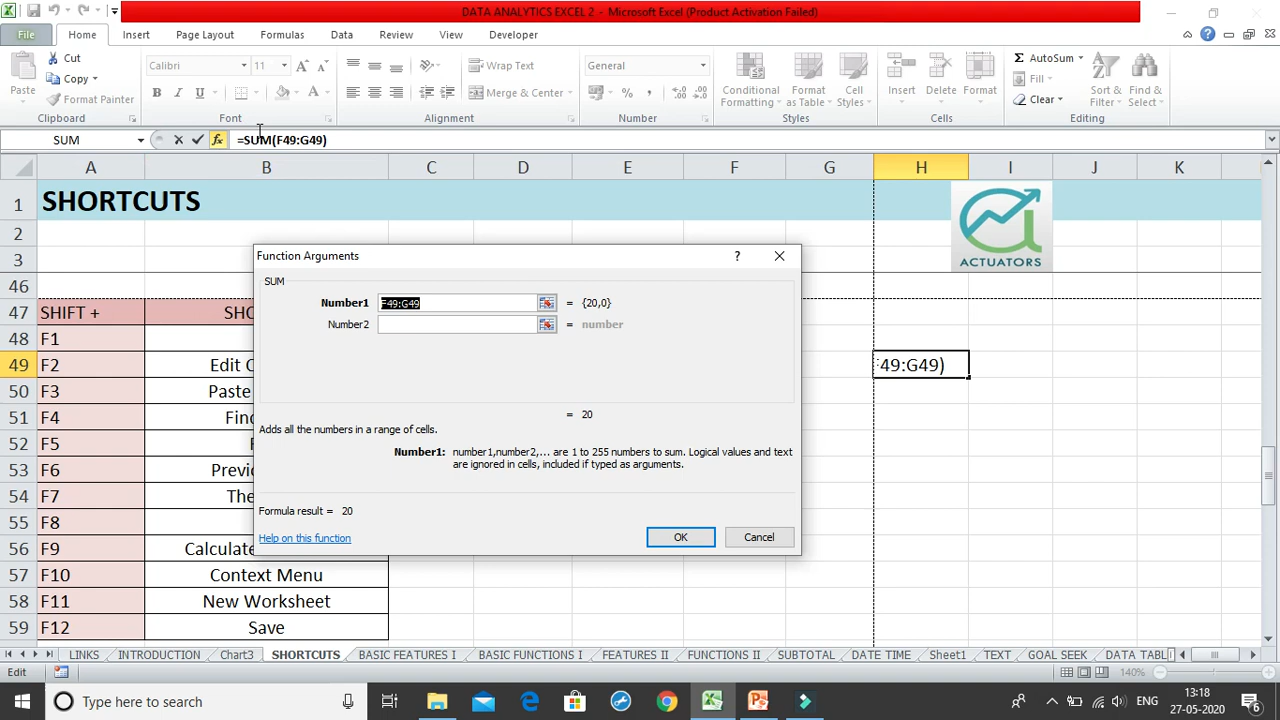 DATA ANALYTICS EXCEL 2 - Microsoft Excel (Product Activation Failed)
File Home Insert Page Layout Formulas Data Review View Developer
Cut
Copy
Format Painter
Paste
Clipboard
Calibri 11
B I U A
Font
Wrap Text
Merge & Center
Alignment
General
%
Number
Conditional Formatting
Format as Table
Cell Styles
Styles
Insert Delete Format
Cells
AutoSum
Fill
Clear
Sort & Filter
Find & Select
Editing
SUM fx =SUM(F49:G49)
A B C D E F G H I J K
1 SHORTCUTS
ACTUATORS
2
3
46
47 SHIFT +
48 F1
49 F2 49:G49)
50 F3
51 F4
52 F5
53 F6
54 F7
55 F8
56 F9
57 F10 Context Menu
58 F11 New Worksheet
59 F12 Save
Function Arguments ?
SUM
Number1 F49:G49 = {20,0}
Number2 = number
= 20
Adds all the numbers in a range of cells.
Number1: number1,number2,... are 1 to 255 numbers to sum. Logical values and text
are ignored in cells, included if typed as arguments.
Formula result = 20
Help on this function OK Cancel
LINKS INTRODUCTION Chart3 SHORTCUTS BASIC FEATURES I BASIC FUNCTIONS I FEATURES II FUNCTIONS II SUBTOTAL DATE TIME Sheet1 TEXT GOAL SEEK DATA TABL
Edit 140%
Type here to search
ENG
13:18
27-05-2020
6